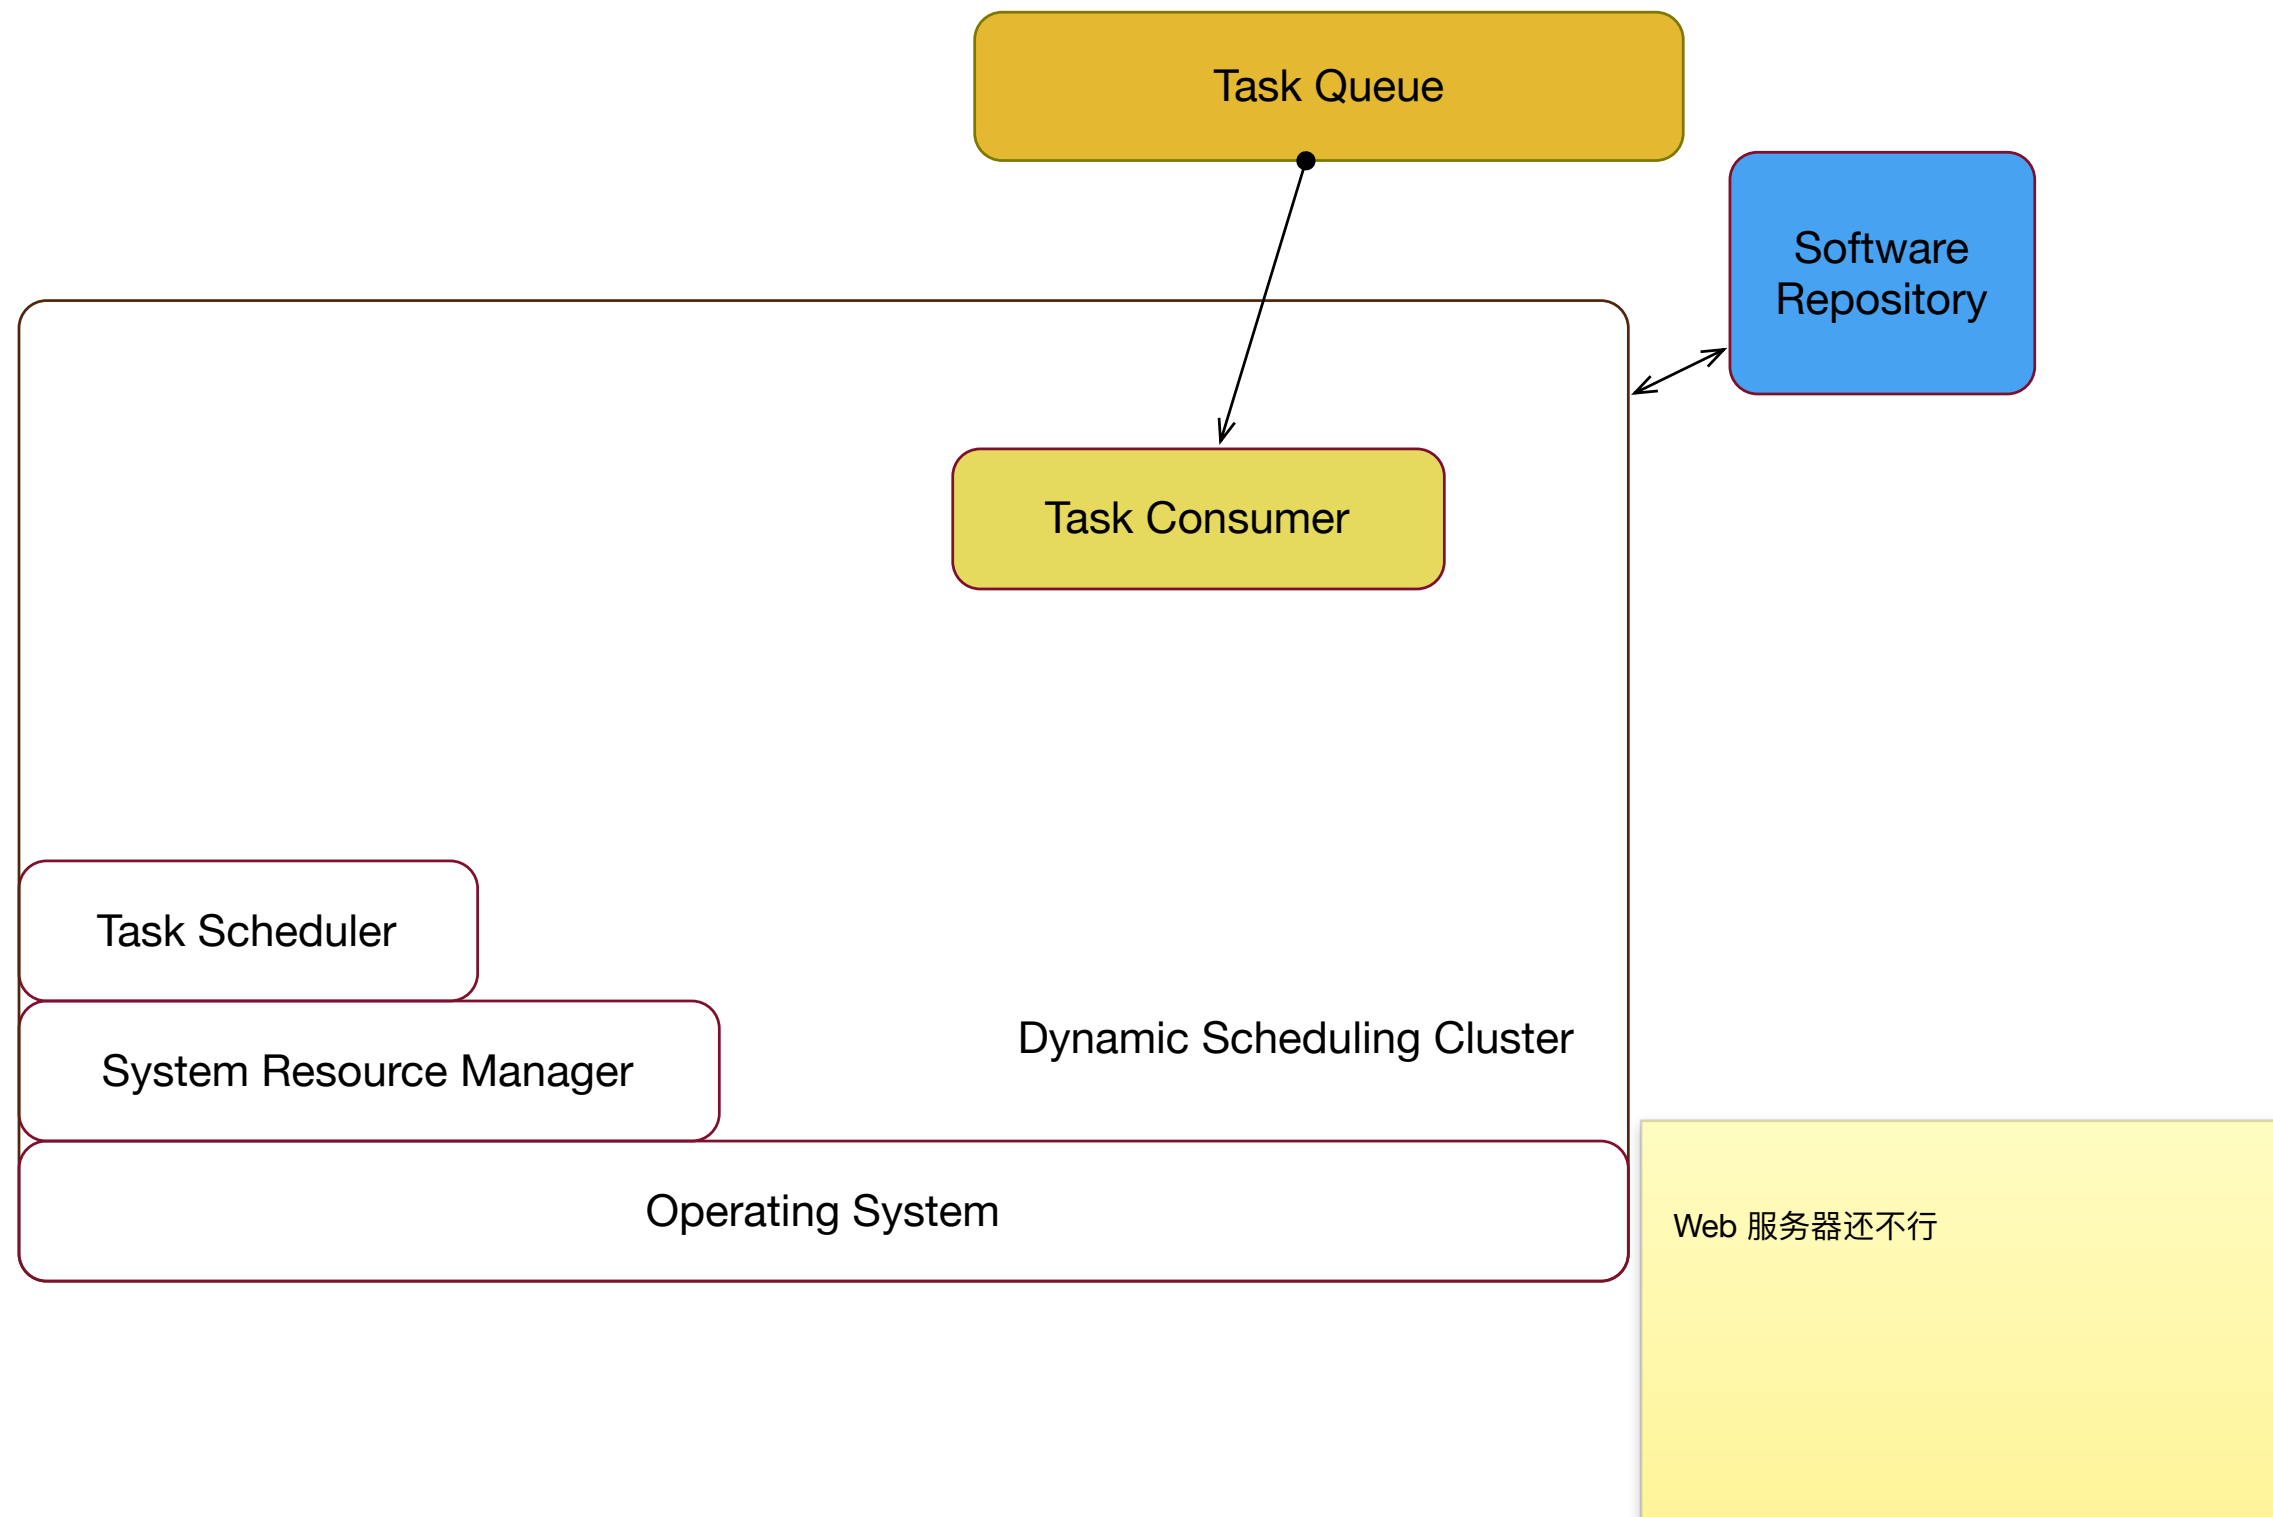 Task Queue
Software
Repository
Task Consumer
Task Scheduler
Dynamic Scheduling Cluster
System Resource Manager
Operating System
Web 服务器还不行